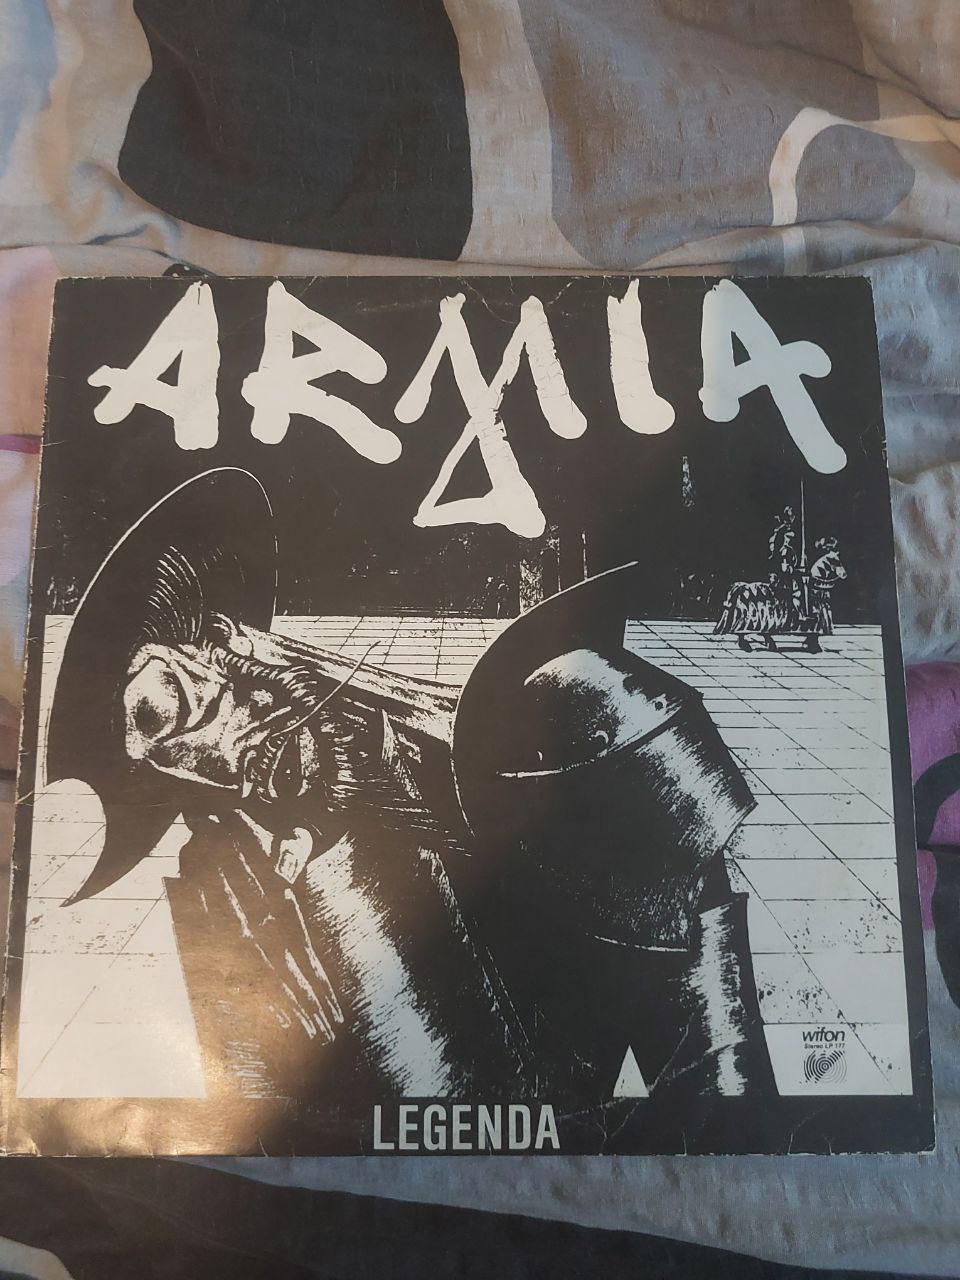 ARMIA
wifon
Stereo LP 177
LEGENDA